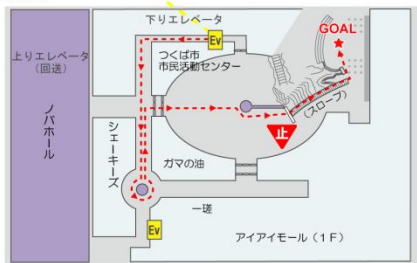 下りエレベータ
GOAL
上りエレベータ
(回送)
Ev
つくば市
市民活動センター
(スロープ)
止
ノバホール
シェーキーズ
ガマの油
一瑳
Ev
アイアイモール(1F)